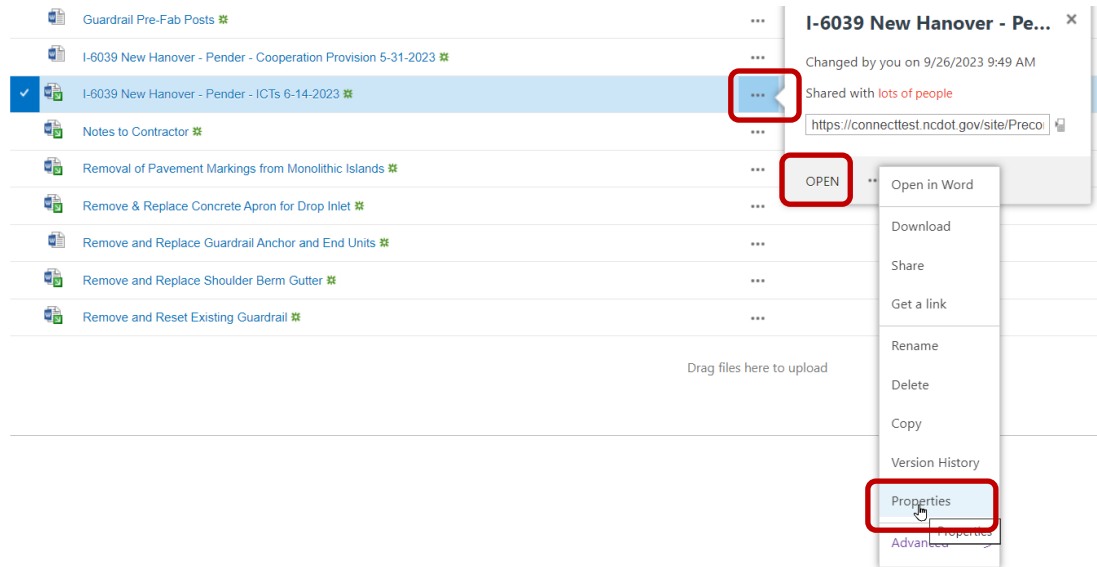 Guardrail Pre-Fab Posts
I-6039 New Hanover - Pender - Cooperation Provision 5-31-2023
I-6039 New Hanover - Pender - ICTs 6-14-2023
Notes to Contractor
Removal of Pavement Markings from Monolithic Islands
Remove & Replace Concrete Apron for Drop Inlet
Remove and Replace Guardrail Anchor and End Units
Remove and Replace Shoulder Berm Gutter
Remove and Reset Existing Guardrail
Drag files here to upload
I-6039 New Hanover - Pe...
Changed by you on 9/26/2023 9:49 AM
Shared with lots of people
https://connecttest.ncdot.gov/site/Preco
OPEN
Open in Word
Download
Share
Get a link
Rename
Delete
Copy
Version History
Properties
Properties
Advanced >